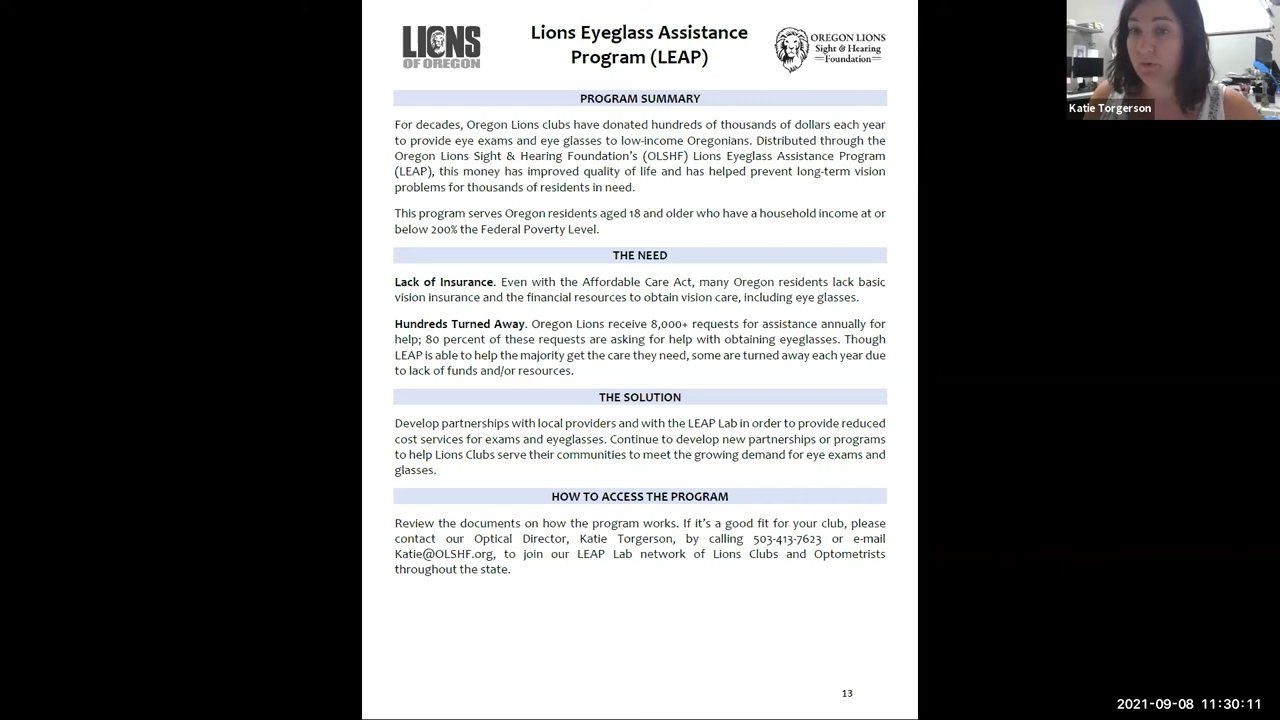 LIONS
OF OREGON
Lions Eyeglass Assistance
Program (LEAP)
OREGON LIONS
Sight & Hearing
Foundation
Katie Torgerson
PROGRAM SUMMARY
For decades, Oregon Lions clubs have donated hundreds of thousands of dollars each year
to provide eye exams and eye glasses to low-income Oregonians. Distributed through the
Oregon Lions Sight & Hearing Foundation's (OLSHF) Lions Eyeglass Assistance Program
(LEAP), this money has improved quality of life and has helped prevent long-term vision
problems for thousands of residents in need.
This program serves Oregon residents aged 18 and older who have a household income at or
below 200% the Federal Poverty Level.
THE NEED
Lack of Insurance. Even with the Affordable Care Act, many Oregon residents lack basic
vision insurance and the financial resources to obtain vision care, including eye glasses.
Hundreds Turned Away. Oregon Lions receive 8,000+ requests for assistance annually for
help; 80 percent of these requests are asking for help with obtaining eyeglasses. Though
LEAP is able to help the majority get the care they need, some are turned away each year due
to lack of funds and/or resources.
THE SOLUTION
Develop partnerships with local providers and with the LEAP Lab in order to provide reduced
cost services for exams and eyeglasses. Continue to develop new partnerships or programs
to help Lions Clubs serve their communities to meet the growing demand for eye exams and
glasses.
HOW TO ACCESS THE PROGRAM
Review the documents on how the program works. If it's a good fit for your club, please
contact our Optical Director, Katie Torgerson, by calling 503-413-7623 or e-mail
Katie@OLSHF.org, to join our LEAP Lab network of Lions Clubs and Optometrists
throughout the state.
13
2021-09-08 11:30:11